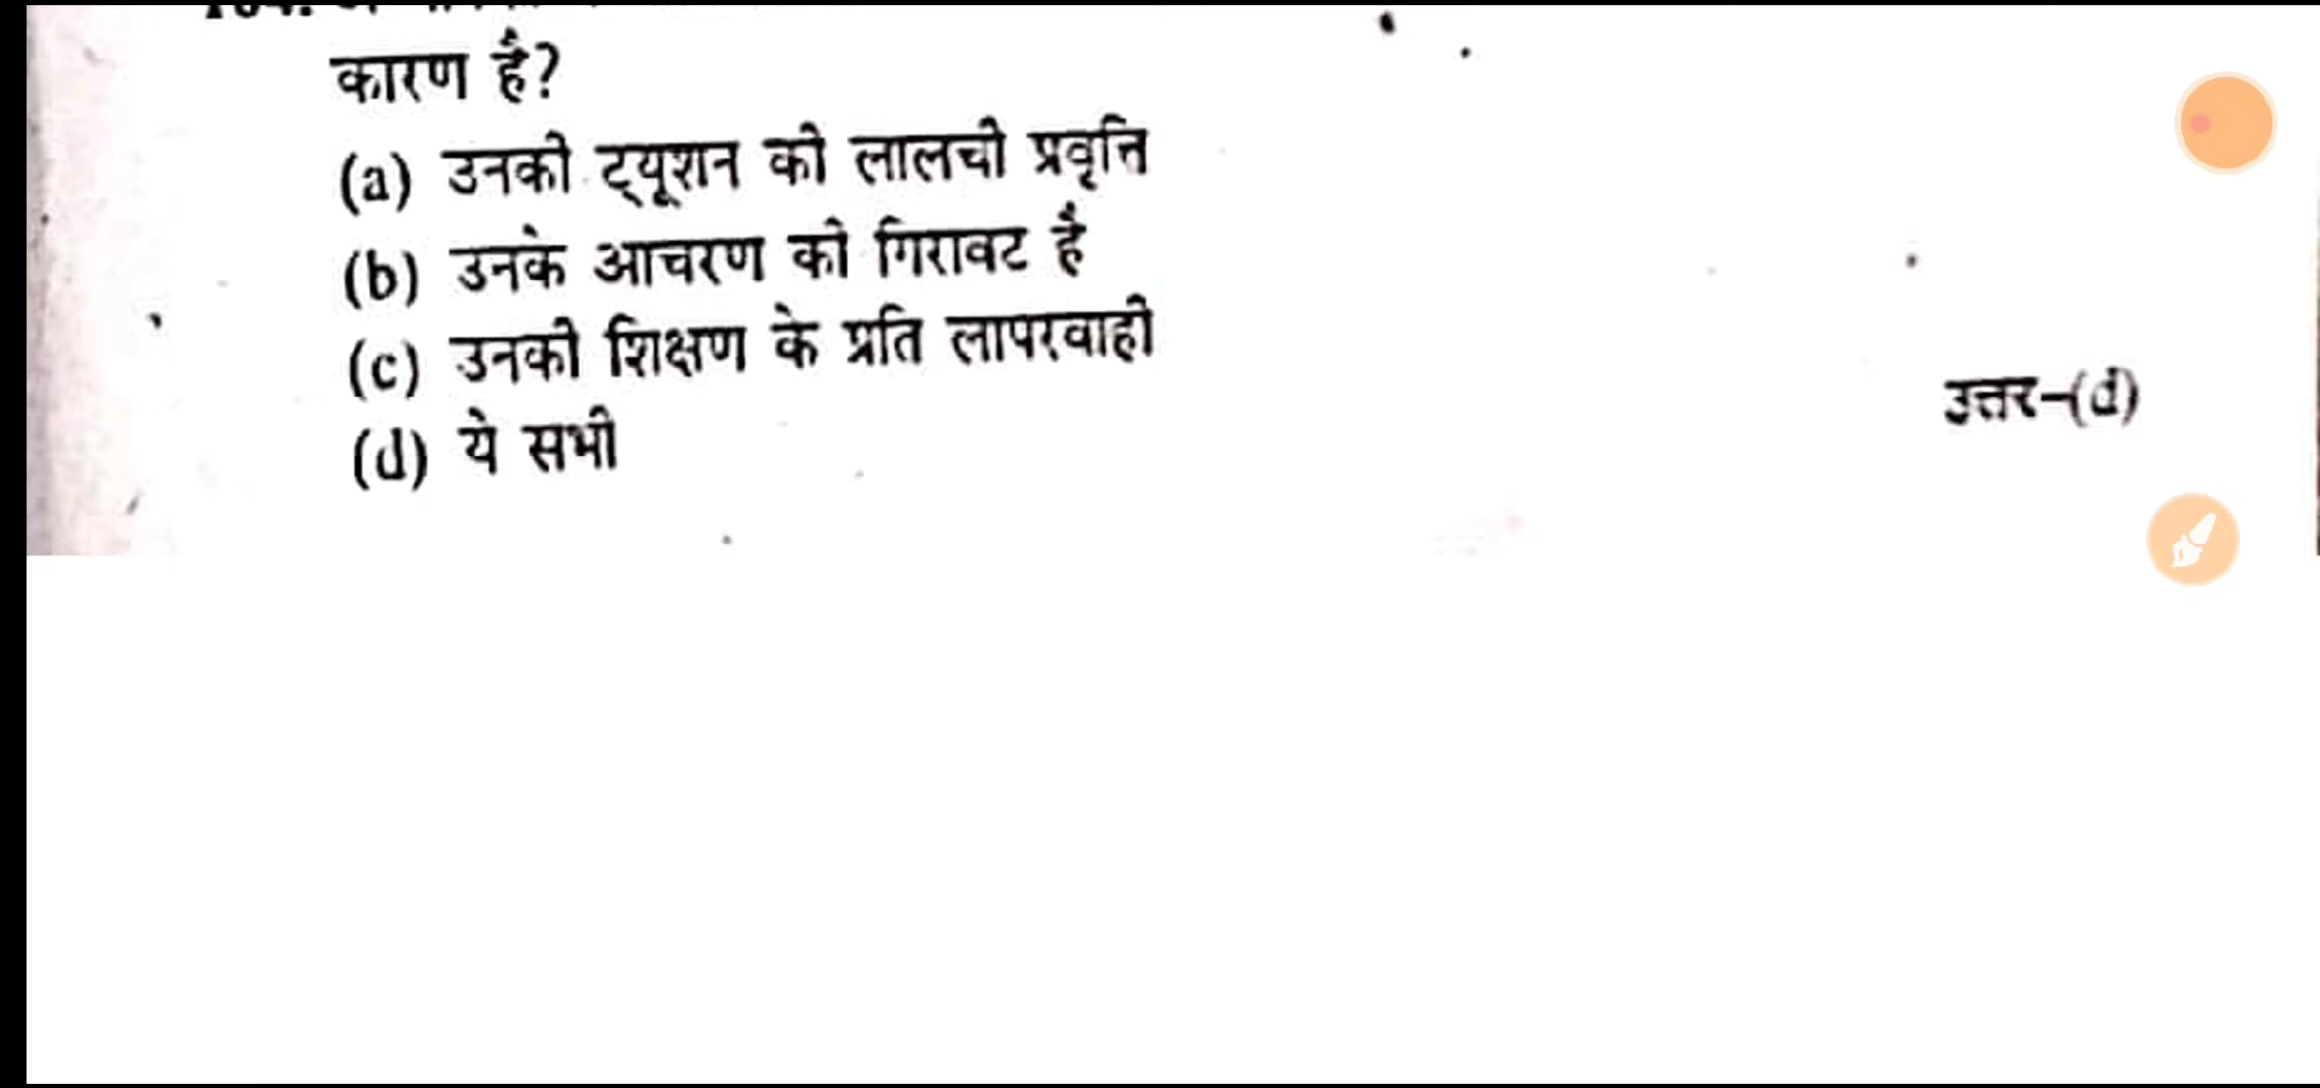 कारण है?
(a) उनकी ट्यूशन की लालची प्रवृत्ति
(b) उनके आचरण की गिरावट है
(c) उनकी शिक्षण के प्रति लापरवाही
(d) ये सभी
उत्तर-(d)